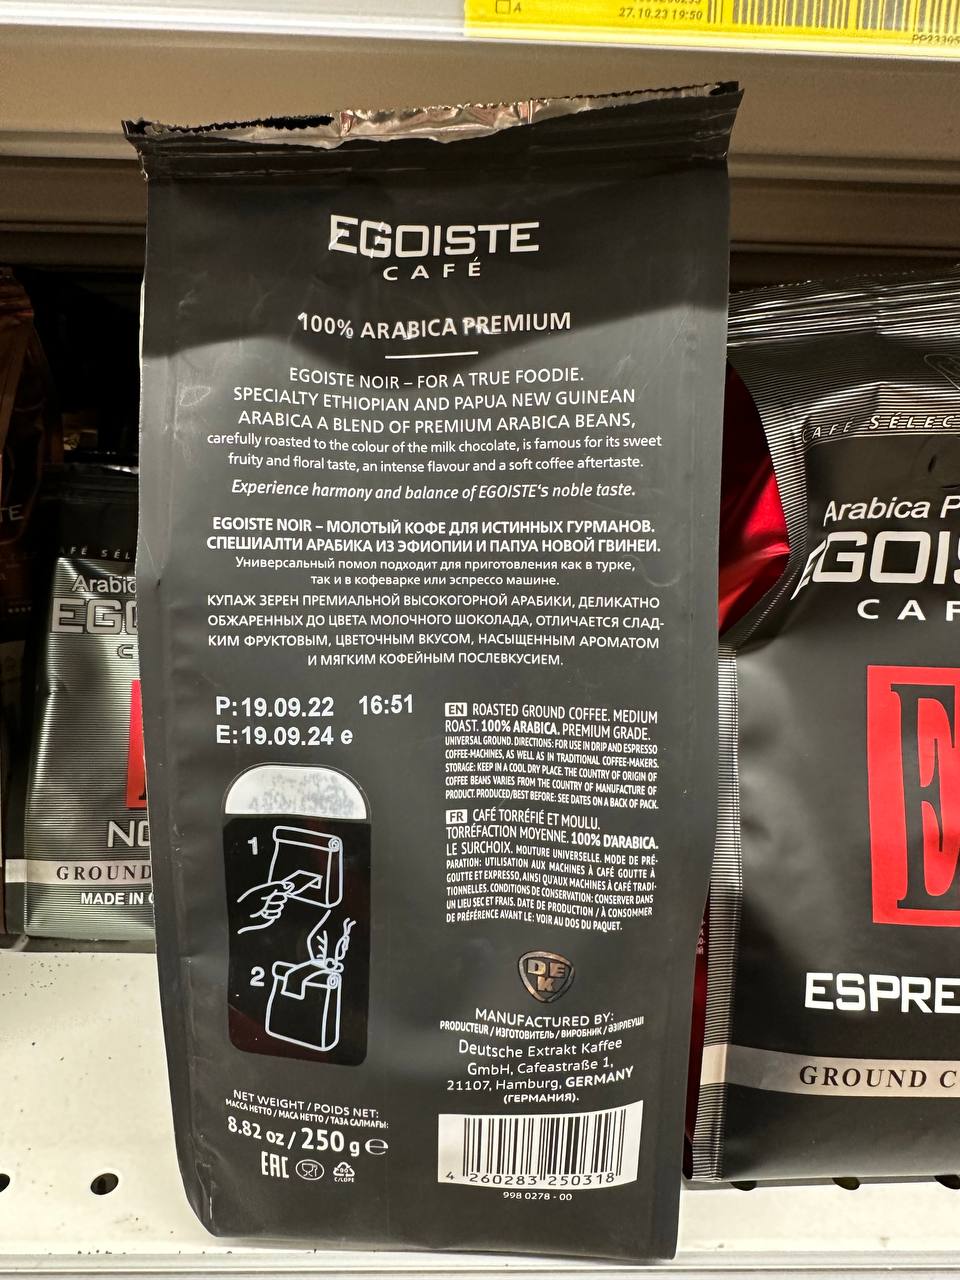 A
27.10.23 19:50
EGOISTE
CAFÉ
100% ARABICA PREMIUM
EGOISTE NOIR – FOR A TRUE FOODIE.
SPECIALTY ETHIOPIAN AND PAPUA NEW GUINEAN
ARABICA A BLEND OF PREMIUM ARABICA BEANS,
carefully roasted to the colour of the milk chocolate, is famous for its sweet
fruity and floral taste, an intense flavour and a soft coffee aftertaste.
Experience harmony and balance of EGOISTE's noble taste.
EGOISTE NOIR – МОЛОТЫЙ КОФЕ ДЛЯ ИСТИННЫХ ГУРМАНОВ.
СПЕШИАЛТИ АРАБИКА ИЗ ЭФИОПИИ И ПАПУА НОВОЙ ГВИНЕИ.
Универсальный помол подходит для приготовления как в турке,
так и в кофеварке или эспрессо машине.
КУПАЖ ЗЕРЕН ПРЕМИАЛЬНОЙ ВЫСОКОГОРНОЙ АРАБИКИ, ДЕЛИКАТНО
ОБЖАРЕННЫХ ДО ЦВЕТА МОЛОЧНОГО ШОКОЛАДА, ОТЛИЧАЕТСЯ СЛАД-
КИМ ФРУКТОВЫМ, ЦВЕТОЧНЫМ ВКУСОМ, НАСЫЩЕННЫМ АРОМАТОМ
И МЯГКИМ КОФЕЙНЫМ ПОСЛЕВКУСИЕМ.
P:19.09.22 16:51
E:19.09.24 e
EN ROASTED GROUND COFFEE. MEDIUM
ROAST. 100% ARABICA. PREMIUM GRADE.
UNIVERSAL GROUND. DIRECTIONS: FOR USE IN DRIP AND ESPRESSO
COFFEE-MACHINES, AS WELL AS IN TRADITIONAL COFFEE-MAKERS.
STORAGE: KEEP IN A COOL DRY PLACE. THE COUNTRY OF ORIGIN OF
COFFEE BEANS VARIES FROM THE COUNTRY OF MANUFACTURE OF
PRODUCT. PRODUCED/BEST BEFORE: SEE DATES ON A BACK OF PACK.
FR CAFÉ TORRÉFIÉ ET MOULU.
TORRÉFACTION MOYENNE. 100% D'ARABICA.
LE SURCHOIX. MOUTURE UNIVERSELLE. MODE DE PRÉ-
PARATION: UTILISATION AUX MACHINES À CAFÉ GOUTTE À
GOUTTE ET EXPRESSO, AINSI QU'AUX MACHINES À CAFÉ TRADI-
TIONNELLES. CONDITIONS DE CONSERVATION: CONSERVER DANS
UN LIEU SEC ET FRAIS. DATE DE PRODUCTION / À CONSOMMER
DE PRÉFÉRENCE AVANT LE: VOIR AU DOS DU PAQUET.
1
2
DEK
MANUFACTURED BY:
PRODUCTEUR / ИЗГОТОВИТЕЛЬ / ВИРОБНИК / ӘЗІРЛЕУШІ
Deutsche Extrakt Kaffee
GmbH, Cafeastraße 1,
21107, Hamburg, GERMANY
(ГЕРМАНИЯ).
NET WEIGHT / POIDS NET:
МАССА НЕТТО / МАСА НЕТТО / ТАЗА САЛМАҒЫ:
8.82 oz / 250 g e
EAC
C/LDPE
4 260283 250318
998 0278 - 00
AFÉ SÉL
Arabic
EGO
NO
GROUND
MADE IN G
CAFÉ SÉLEC
Arabica P
EGOIS
CAF
E
ESPRE
GROUND C